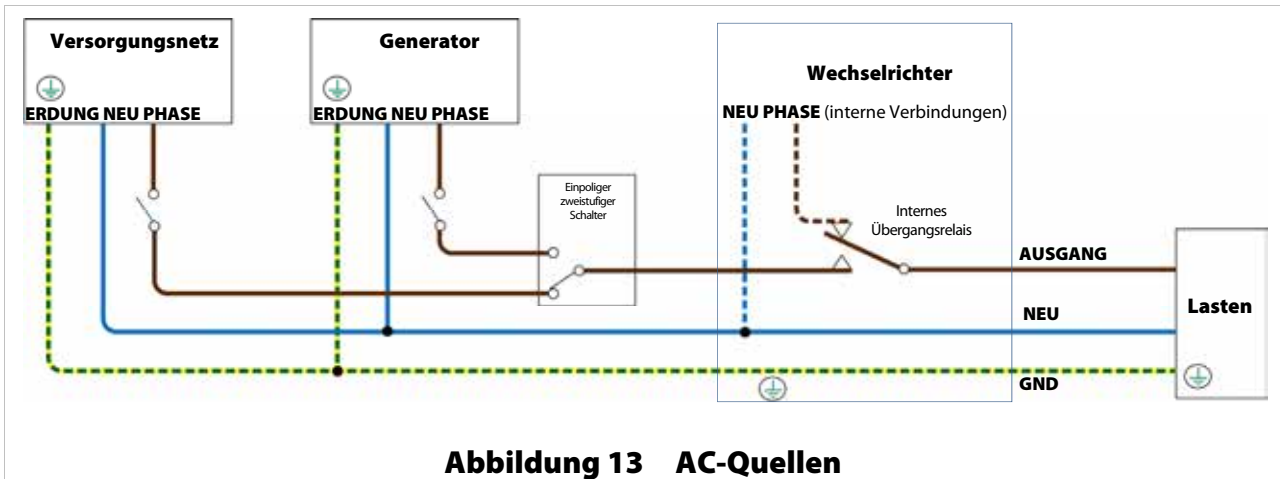 Versorgungsnetz
ERDUNG NEU PHASE
Generator
ERDUNG NEU PHASE
Einpoliger
zweistufiger
Schalter
Wechselrichter
NEU PHASE (interne Verbindungen)
Internes
Übergangsrelais
AUSGANG
NEU
GND
Lasten
Abbildung 13 AC-Quellen